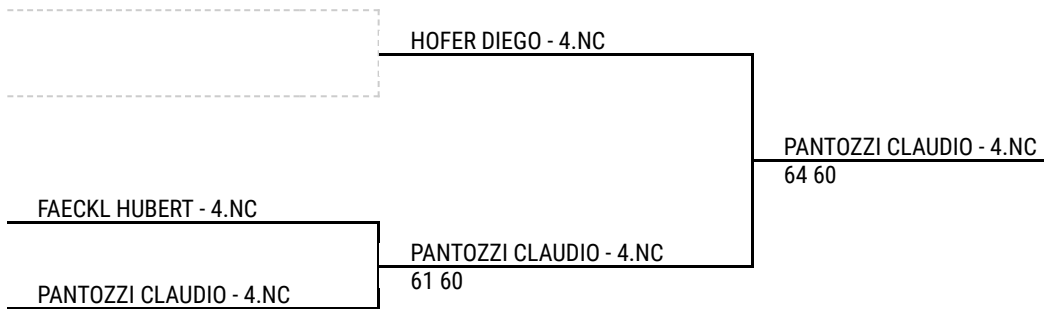 HOFER DIEGO - 4.NC
PANTOZZI CLAUDIO - 4.NC
64 60
FAECKL HUBERT - 4.NC
PANTOZZI CLAUDIO - 4.NC
61 60
PANTOZZI CLAUDIO - 4.NC